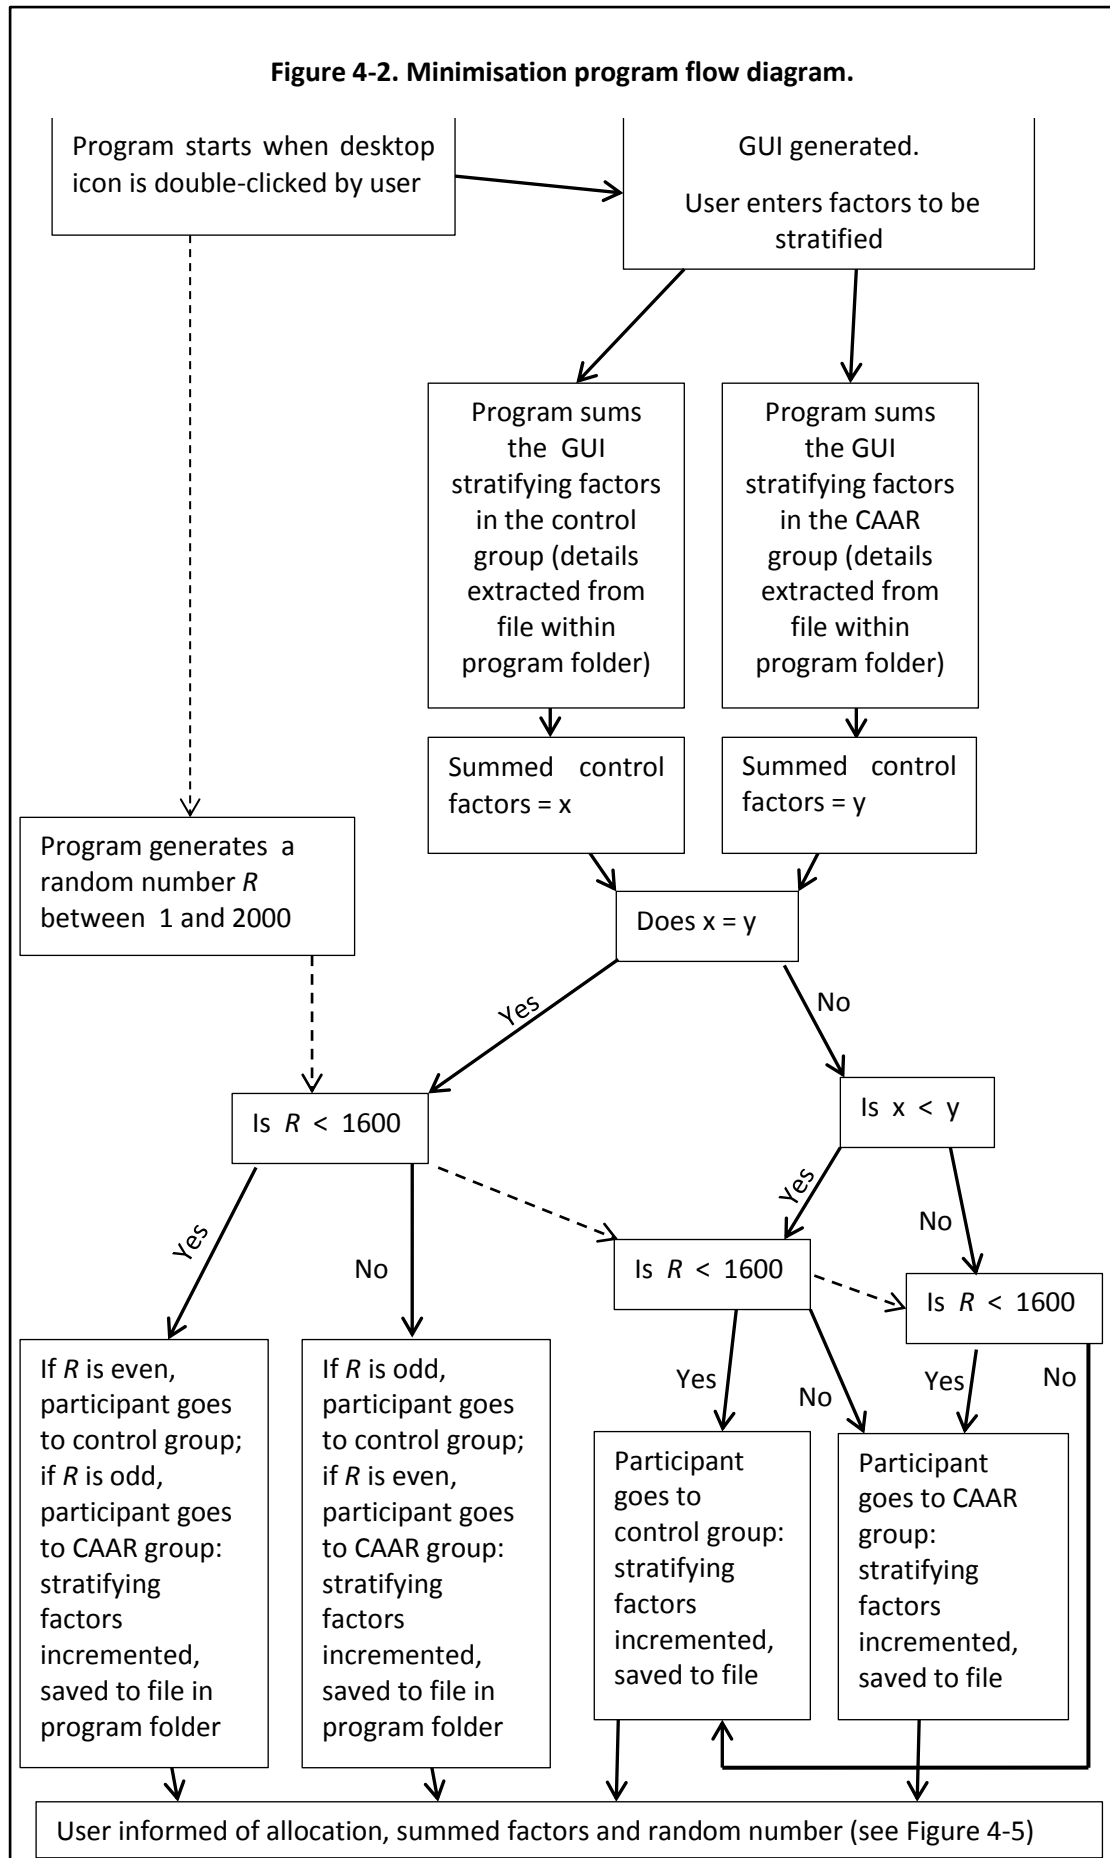 Figure 4-2. Minimisation program flow diagram.
Program starts when desktop
icon is double-clicked by user
GUI generated.
User enters factors to be
stratified
Program sums
the GUI
stratifying factors
in the control
group (details
extracted from
file within
program folder)
Program sums
the GUI
stratifying factors
in the CAAR
group (details
extracted from
file within
program folder)
Summed control
factors = x
Summed control
factors = y
Program generates a
random number R
between 1 and 2000
Does x = y
Yes
No
Is R < 1600
Is x < y
Yes
No
Yes
No
Is R < 1600
Is R < 1600
Yes
No
Yes
No
If R is even,
participant goes
to control group;
if R is odd,
participant goes
to CAAR group:
stratifying
factors
incremented,
saved to file in
program folder
If R is odd,
participant goes
to control group;
if R is even,
participant goes
to CAAR group:
stratifying
factors
incremented,
saved to file in
program folder
Participant
goes to
control group:
stratifying
factors
incremented,
saved to file
Participant
goes to CAAR
group:
stratifying
factors
incremented,
saved to file
User informed of allocation, summed factors and random number (see Figure 4-5)